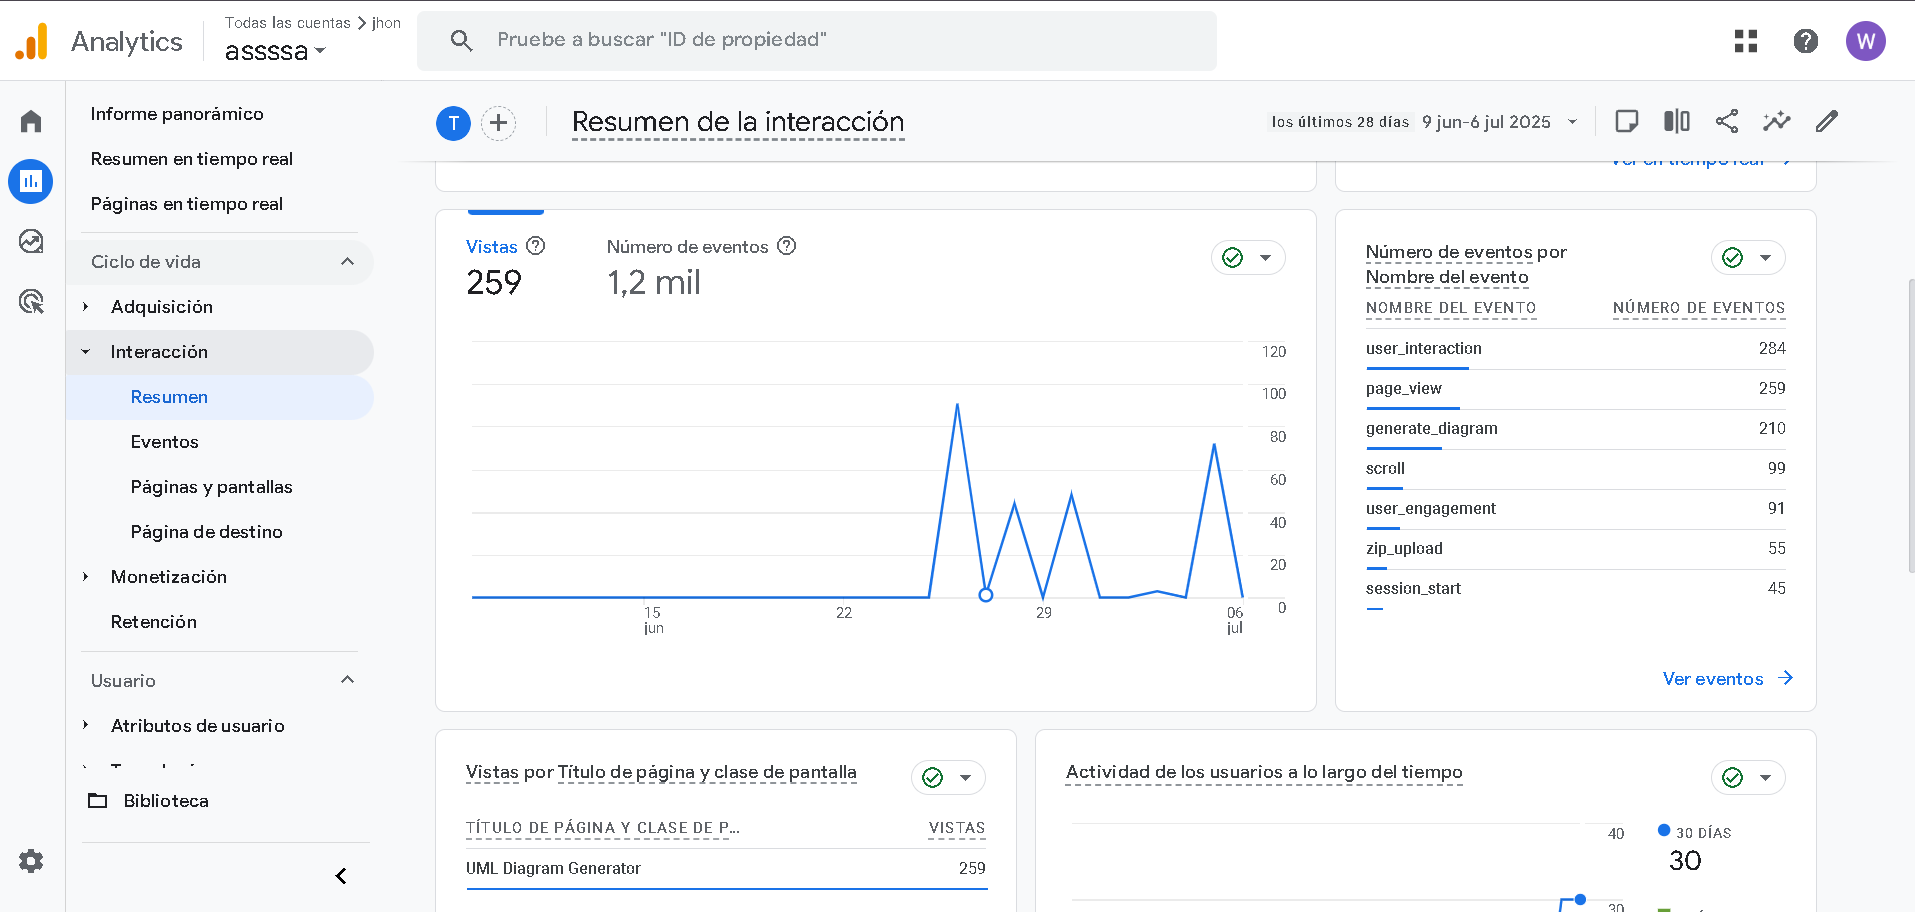 Analytics
Todas las cuentas > jhon
assssa
Pruebe a buscar "ID de propiedad"
W
Informe panorámico
Resumen en tiempo real
Páginas en tiempo real
Ciclo de vida
Adquisición
Interacción
Resumen
Eventos
Páginas y pantallas
Página de destino
Monetización
Retención
Usuario
Atributos de usuario
Biblioteca
T
Resumen de la interacción
los últimos 28 días 9 jun-6 jul 2025
Ver en tiempo real
Vistas
259
Número de eventos
1,2 mil
120
100
80
60
40
20
0
15 jun
22
29
06 jul
Número de eventos por
Nombre del evento
NOMBRE DEL EVENTO NÚMERO DE EVENTOS
user_interaction 284
page_view 259
generate_diagram 210
scroll 99
user_engagement 91
zip_upload 55
session_start 45
Ver eventos
Vistas por Título de página y clase de pantalla
TÍTULO DE PÁGINA Y CLASE DE P... VISTAS
UML Diagram Generator 259
Actividad de los usuarios a lo largo del tiempo
40
30
30 DÍAS
30